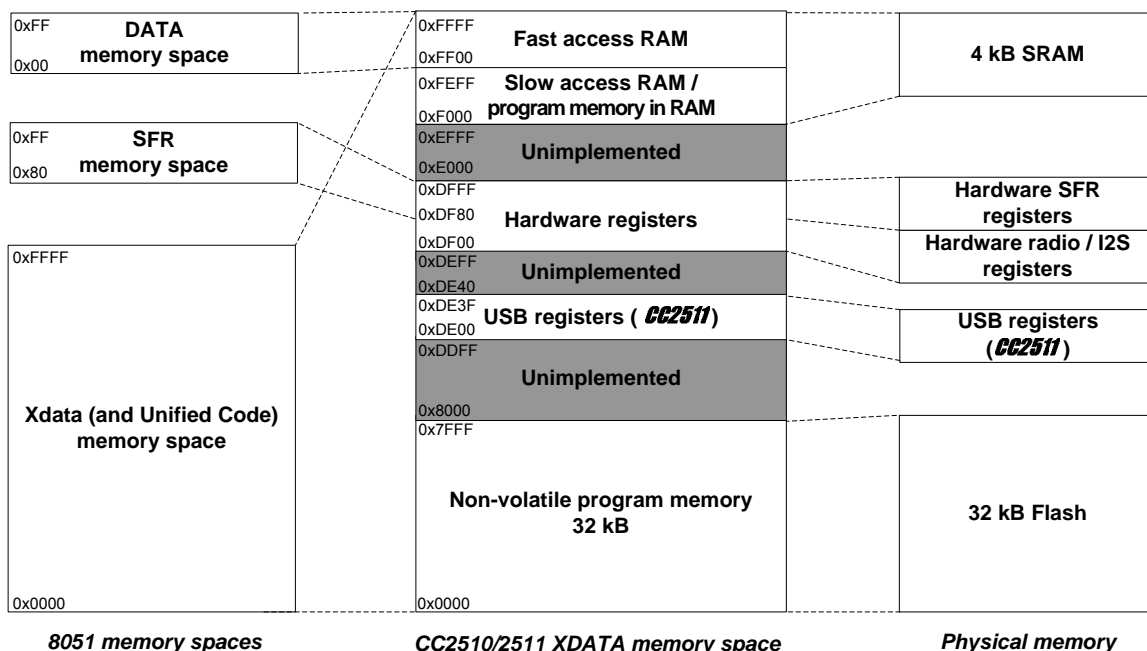 0xFF
DATA
memory space
0x00
0xFF
SFR
memory space
0x80
0xFFFF
Xdata (and Unified Code)
memory space
0x0000
8051 memory spaces
0xFFFF
Fast access RAM
0xFF00
0xFEFF
Slow access RAM /
program memory in RAM
0xF000
0xEFFF
Unimplemented
0xE000
0xDFFF
0xDF80
Hardware registers
0xDF00
0xDEFF
Unimplemented
0xDE40
0xDE3F
USB registers ( CC2511 )
0xDE00
0xDDFF
Unimplemented
0x8000
0x7FFF
Non-volatile program memory
32 kB
0x0000
CC2510/2511 XDATA memory space
4 kB SRAM
Hardware SFR
registers
Hardware radio / I2S
registers
USB registers
(CC2511 )
32 kB Flash
Physical memory